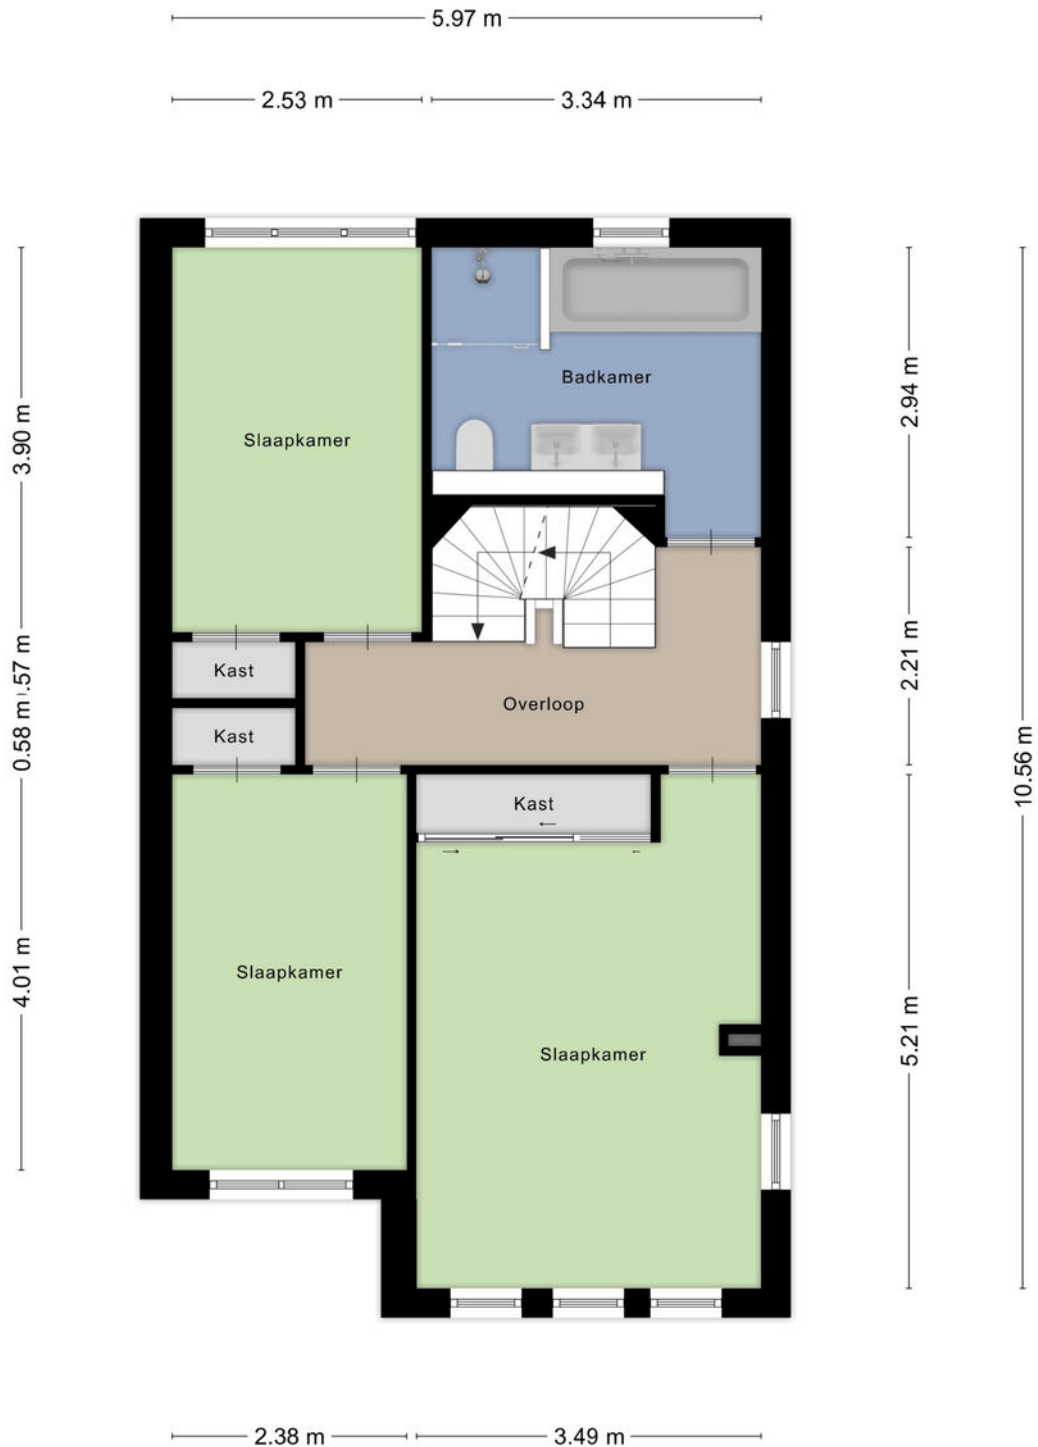 5.97 m
2.53 m
3.34 m
3.90 m
2.94 m
Badkamer
Slaapkamer
Kast
.57 m
2.21 m
Overloop
Kast
0.58 m
10.56 m
Kast
4.01 m
Slaapkamer
5.21 m
Slaapkamer
2.38 m
3.49 m